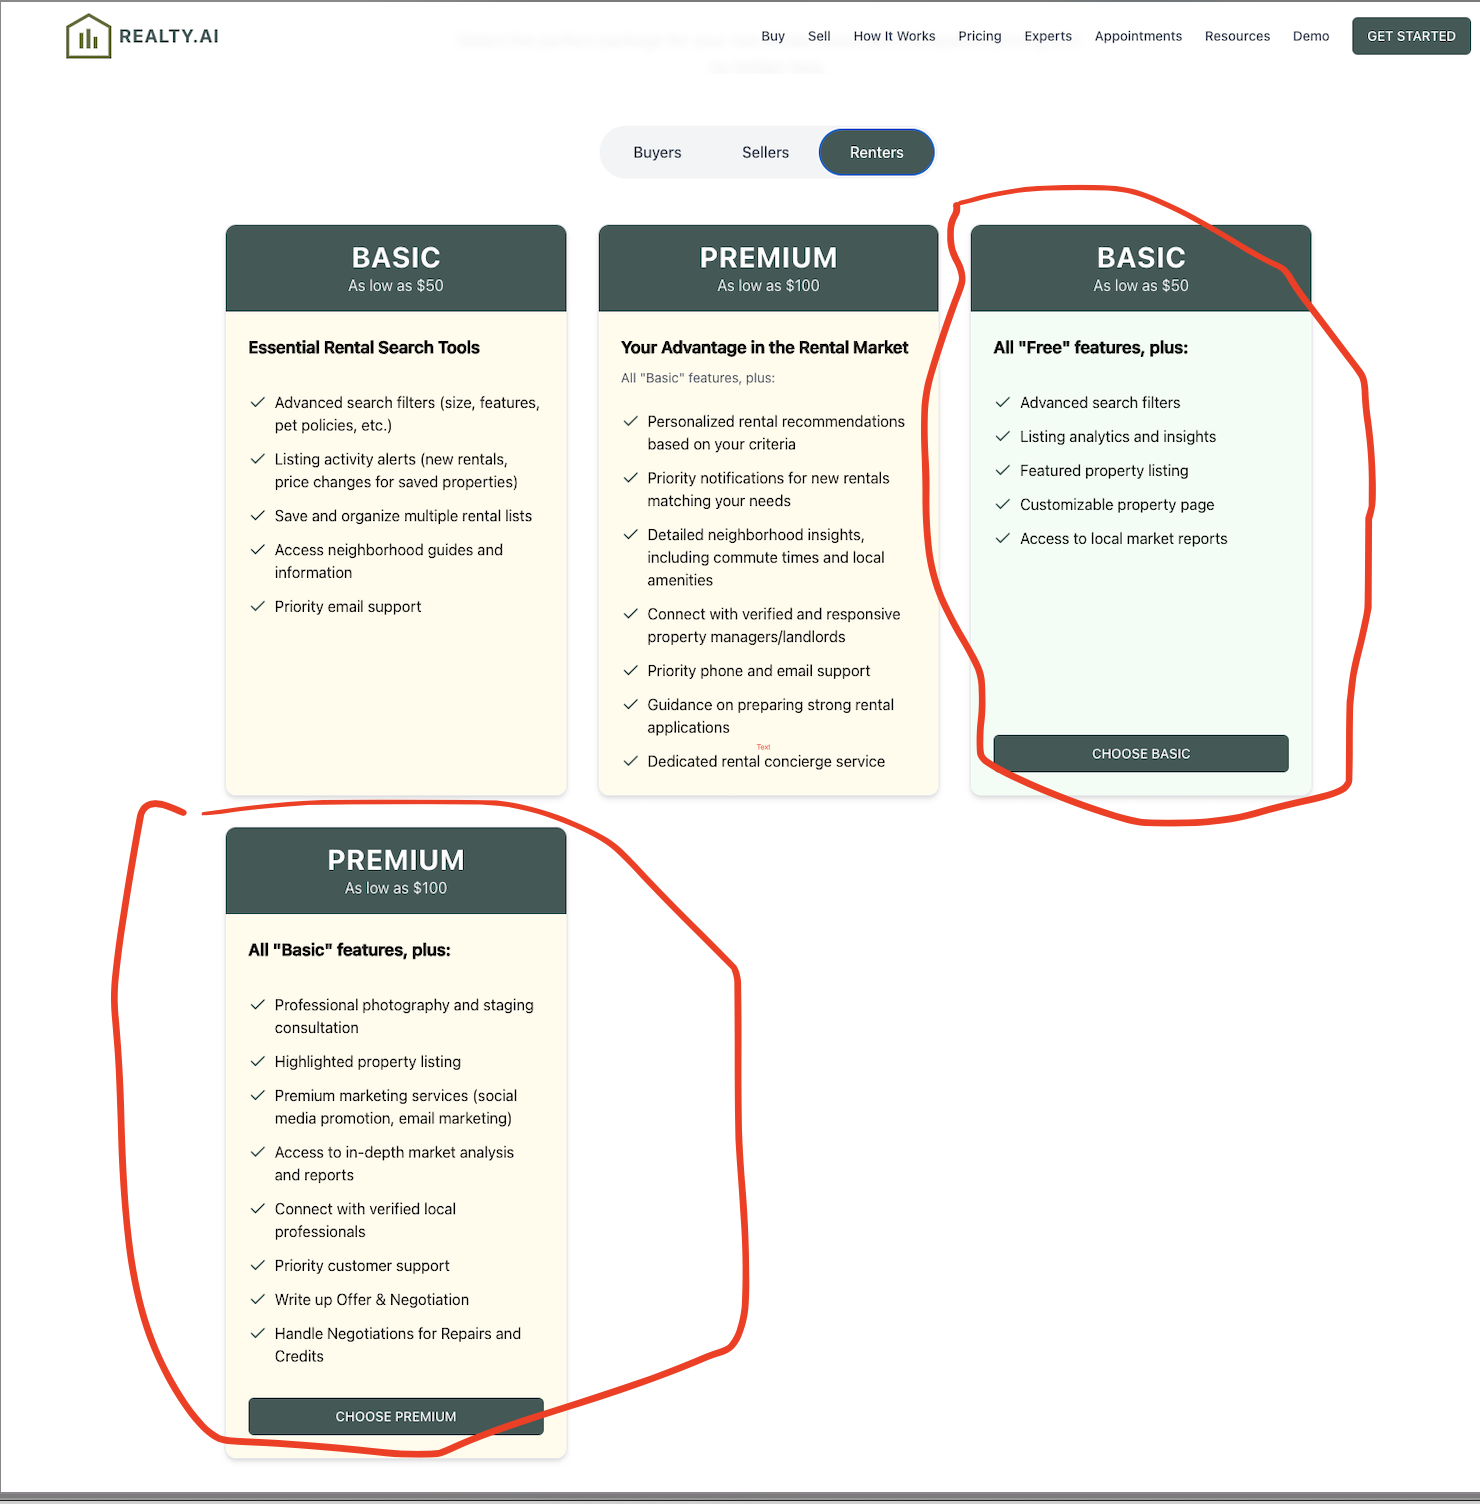 REALTY.AI
Buy
Sell
How It Works
Pricing
Experts
Appointments
Resources
Demo
GET STARTED
Buyers
Sellers
Renters
BASIC
As low as $50
Essential Rental Search Tools
Advanced search filters (size, features,
pet policies, etc.)
Listing activity alerts (new rentals,
price changes for saved properties)
Save and organize multiple rental lists
Access neighborhood guides and
information
Priority email support
PREMIUM
As low as $100
Your Advantage in the Rental Market
All "Basic" features, plus:
Personalized rental recommendations
based on your criteria
Priority notifications for new rentals
matching your needs
Detailed neighborhood insights,
including commute times and local
amenities
Connect with verified and responsive
property managers/landlords
Priority phone and email support
Guidance on preparing strong rental
applications
Text
Dedicated rental concierge service
BASIC
As low as $50
All "Free" features, plus:
Advanced search filters
Listing analytics and insights
Featured property listing
Customizable property page
Access to local market reports
CHOOSE BASIC
PREMIUM
As low as $100
All "Basic" features, plus:
Professional photography and staging
consultation
Highlighted property listing
Premium marketing services (social
media promotion, email marketing)
Access to in-depth market analysis
and reports
Connect with verified local
professionals
Priority customer support
Write up Offer & Negotiation
Handle Negotiations for Repairs and
Credits
CHOOSE PREMIUM